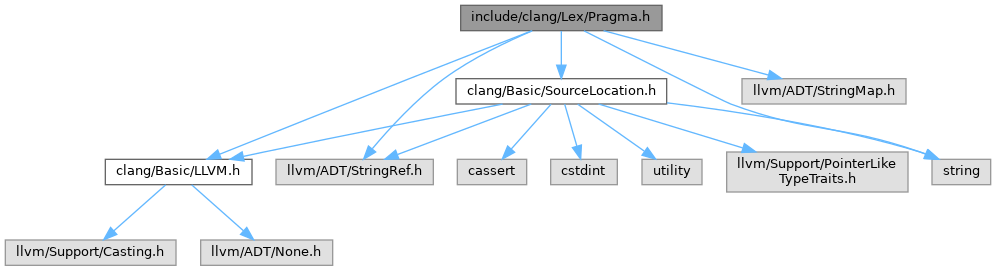 include/clang/Lex/Pragma.h
clang/Basic/SourceLocation.h
llvm/ADT/StringMap.h
clang/Basic/LLVM.h
llvm/ADT/StringRef.h
cassert
cstdint
utility
llvm/Support/PointerLike
TypeTraits.h
string
llvm/Support/Casting.h
llvm/ADT/None.h